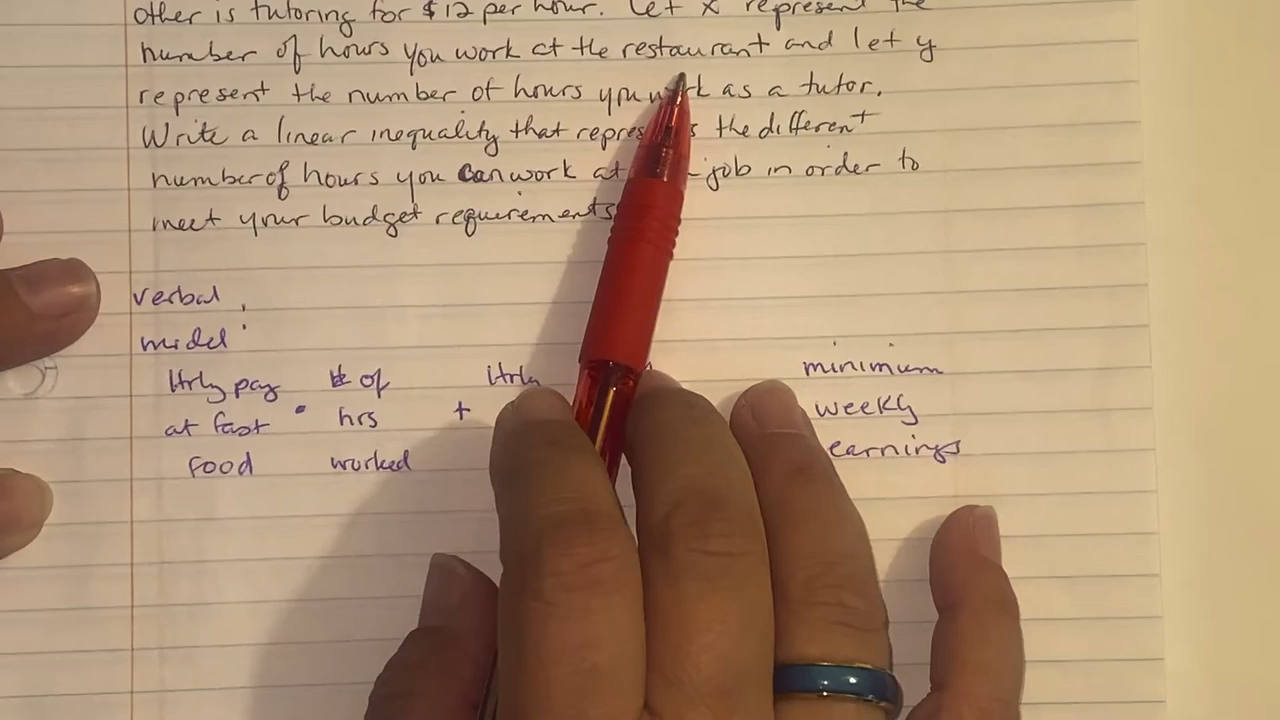 other is tutoring for $12 per hour. Let x represent the
number of hours you work at the restaurant and let y
represent the number of hours you work as a tutor.
Write a linear inequality that represents the different
number of hours you can work at job in order to
meet your budget requirements
verbal
model:
Hrly pay # of Hrly minimum
at fast • hrs + weekly
food worked earnings